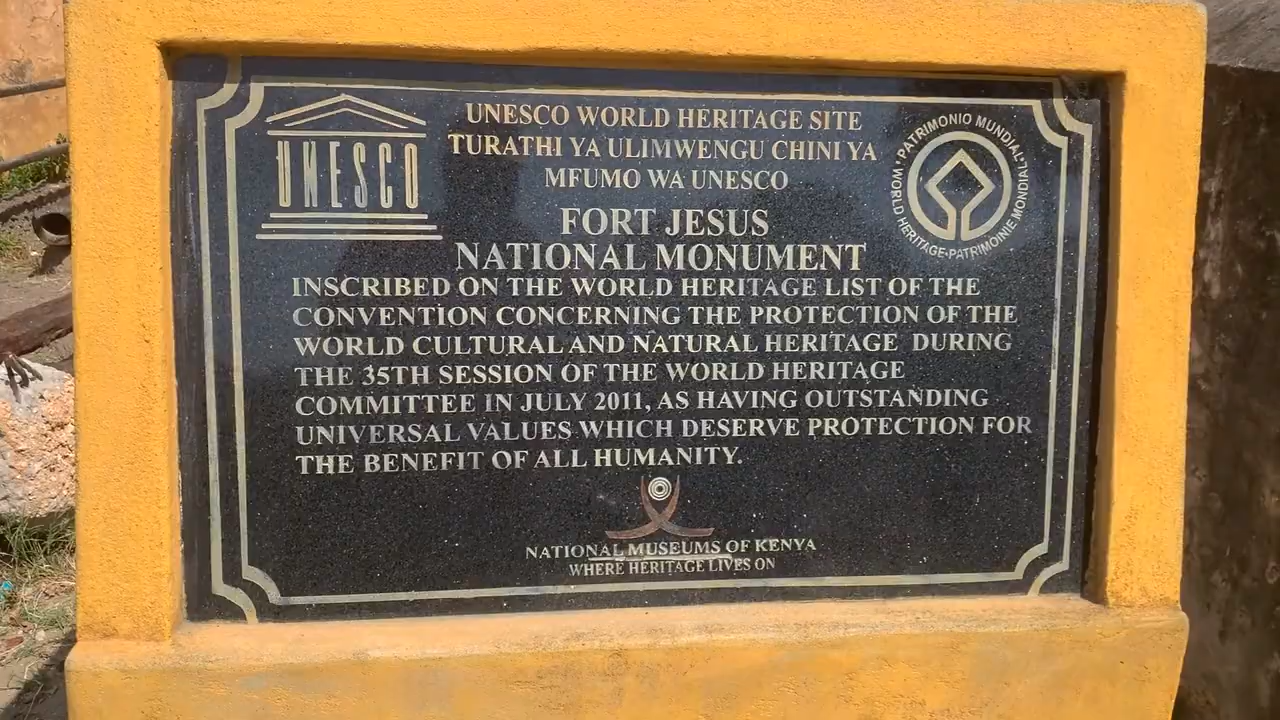 UNESCO
UNESCO WORLD HERITAGE SITE
TURATHI YA ULIMWENGU CHINI YA
MFUMO WA UNESCO
PATRIMONIO MUNDIAL · WORLD HERITAGE · PATRIMOINE MONDIAL ·
FORT JESUS
NATIONAL MONUMENT
INSCRIBED ON THE WORLD HERITAGE LIST OF THE
CONVENTION CONCERNING THE PROTECTION OF THE
WORLD CULTURAL AND NATURAL HERITAGE DURING
THE 35TH SESSION OF THE WORLD HERITAGE
COMMITTEE IN JULY 2011, AS HAVING OUTSTANDING
UNIVERSAL VALUES WHICH DESERVE PROTECTION FOR
THE BENEFIT OF ALL HUMANITY.
NATIONAL MUSEUMS OF KENYA
WHERE HERITAGE LIVES ON